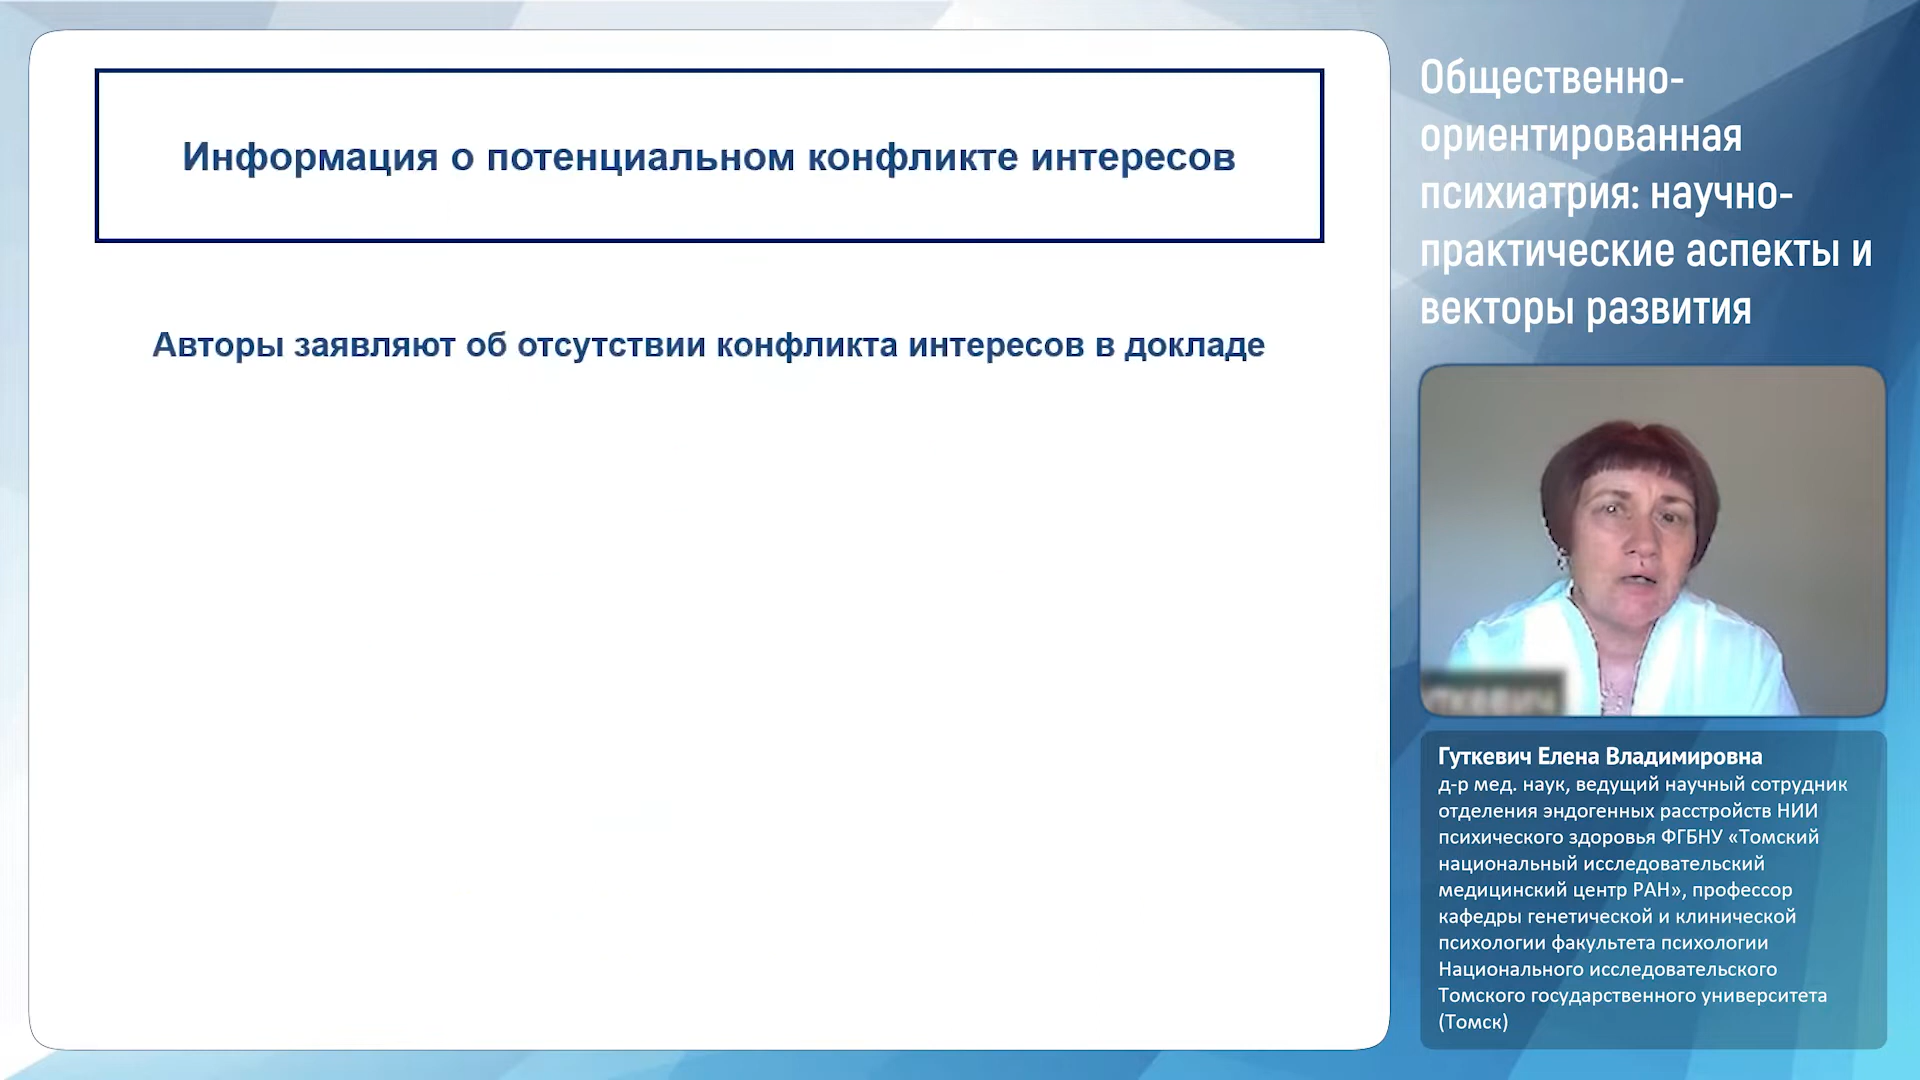 Информация о потенциальном конфликте интересов
Авторы заявляют об отсутствии конфликта интересов в докладе
Общественно-
ориентированная
психиатрия: научно-
практические аспекты и
векторы развития
Гуткевич Елена Владимировна
д-р мед. наук, ведущий научный сотрудник
отделения эндогенных расстройств НИИ
психического здоровья ФГБНУ «Томский
национальный исследовательский
медицинский центр РАН», профессор
кафедры генетической и клинической
психологии факультета психологии
Национального исследовательского
Томского государственного университета
(Томск)